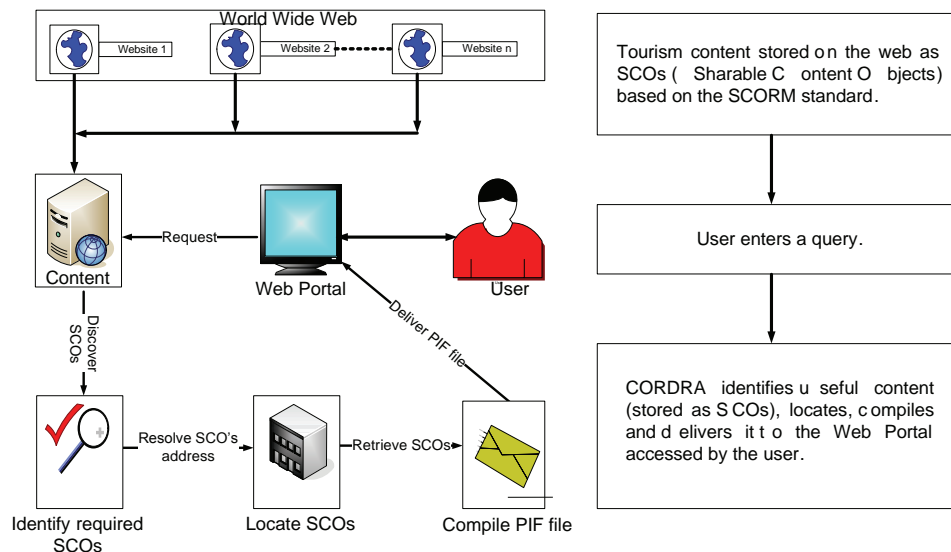 World Wide Web
Website 1
Website 2
Website n
Content
Request
Web Portal
User
Discover
SCOs
Deliver PIF file
Identify required
SCOs
Resolve SCO's
address
Locate SCOs
Retrieve SCOs
Compile PIF file
Tourism content stored on the web as
SCOs ( Sharable C ontent O bjects)
based on the SCORM standard.
User enters a query.
CORDRA identifies u seful content
(stored as S COs), locates, c ompiles
and d elivers it t o the Web Portal
accessed by the user.